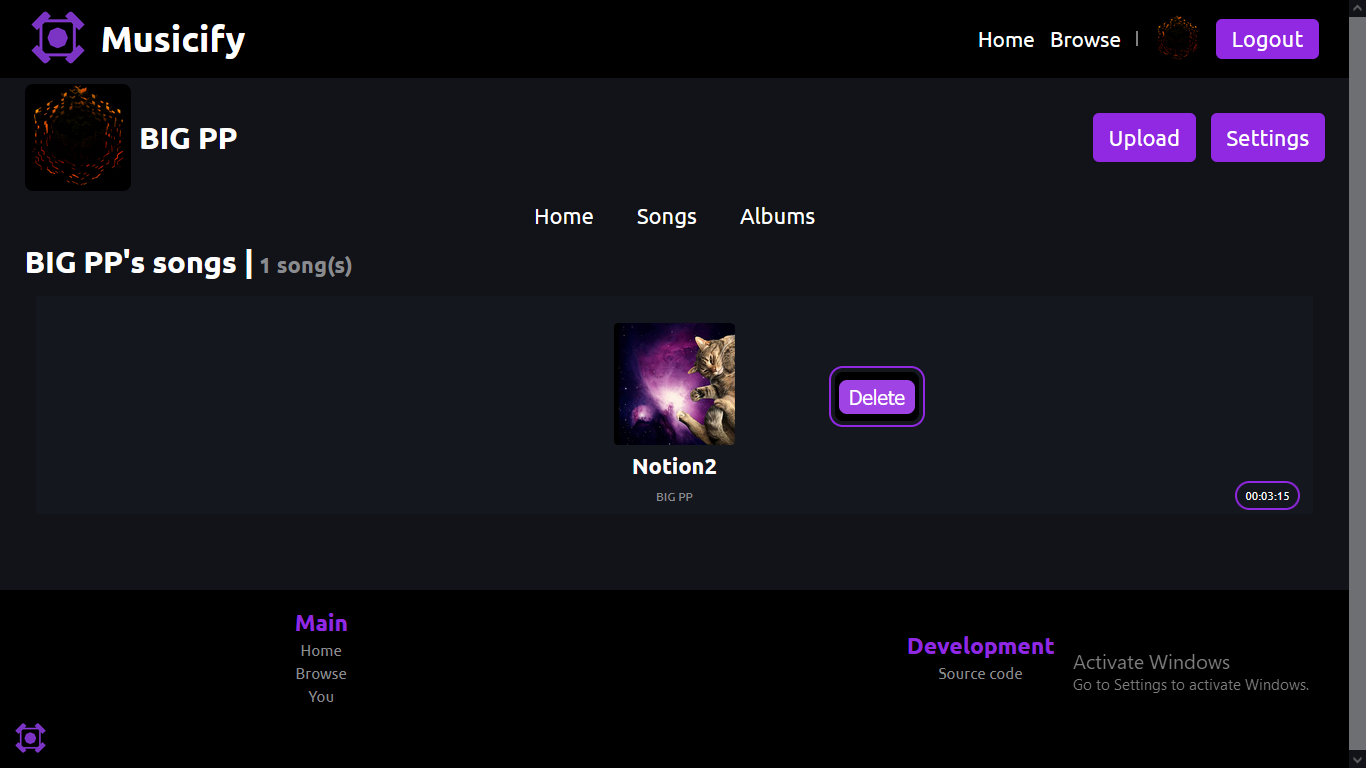 Musicify
Home Browse | Logout
BIG PP
Upload Settings
Home Songs Albums
BIG PP's songs | 1 song(s)
Delete
Notion2
BIG PP
00:03:15
Main
Home
Browse
You
Development
Source code
Activate Windows
Go to Settings to activate Windows.